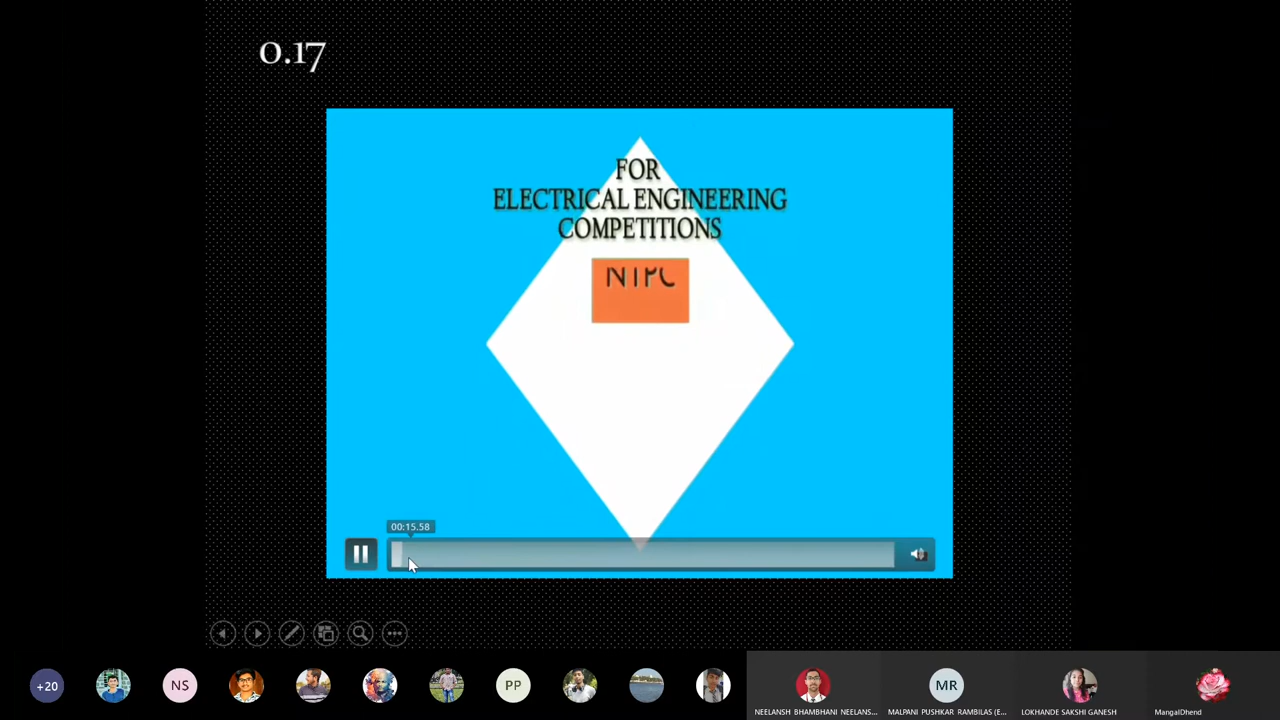 0.17
FOR
ELECTRICAL ENGINEERING
COMPETITIONS
NTPC
00:15.58
+20
NS
PP
MR
NEELANSH BHAMBHANI NEELANS...
MALPANI PUSHKAR RAMBILAS (E...
LOKHANDE SAKSHI GANESH
MangalDhend